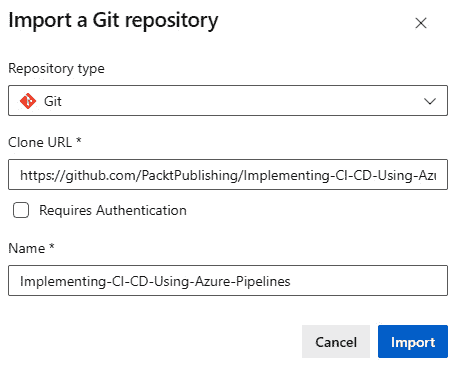 Import a Git repository
Repository type
Git
Clone URL *
https://github.com/PacktPublishing/Implementing-CI-CD-Using-Azu
Requires Authentication
Name *
Implementing-CI-CD-Using-Azure-Pipelines
Cancel Import